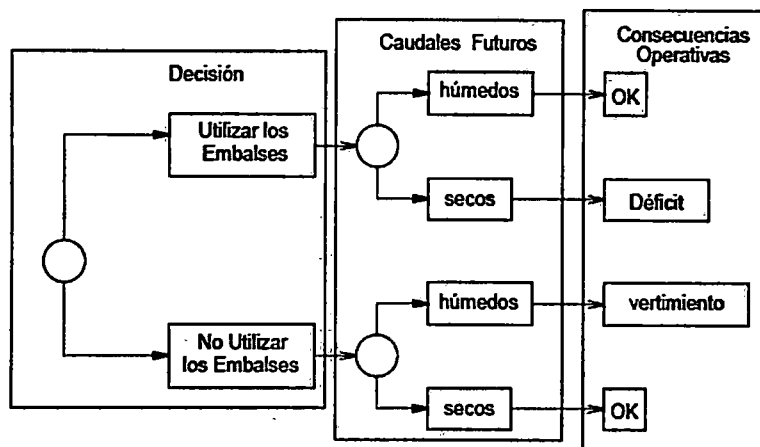 Decisión
Utilizar los
Embalses
No Utilizar
los Embalses
Caudales Futuros
húmedos
secos
húmedos
secos
Consecuencias
Operativas
OK
Déficit
vertimiento
OK